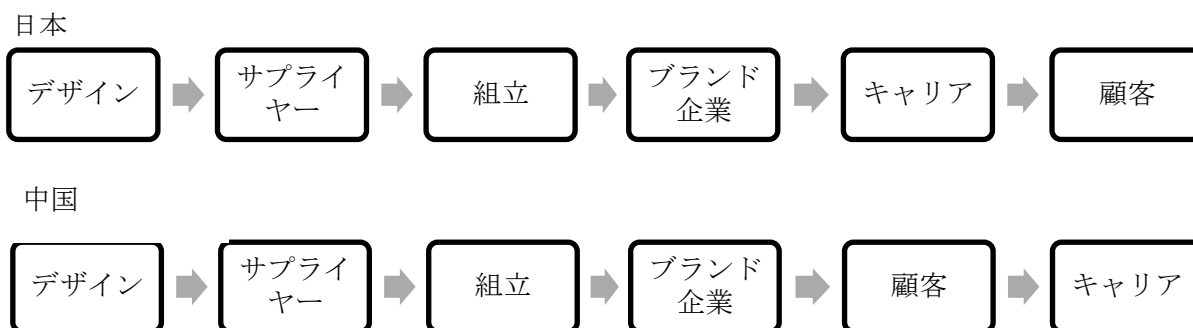 日本
デザイン
サプライ
ヤー
組立
ブランド
企業
キャリア
顧客
中国
デザイン
サプライ
ヤー
組立
ブランド
企業
顧客
キャリア